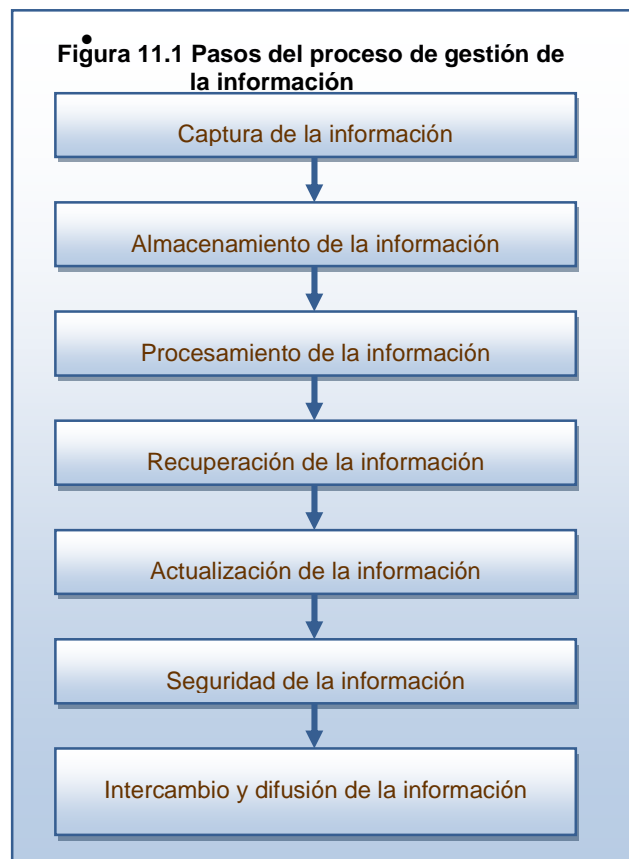 Figura 11.1 Pasos del proceso de gestión de
la información
Captura de la información
Almacenamiento de la información
Procesamiento de la información
Recuperación de la información
Actualización de la información
Seguridad de la información
Intercambio y difusión de la información